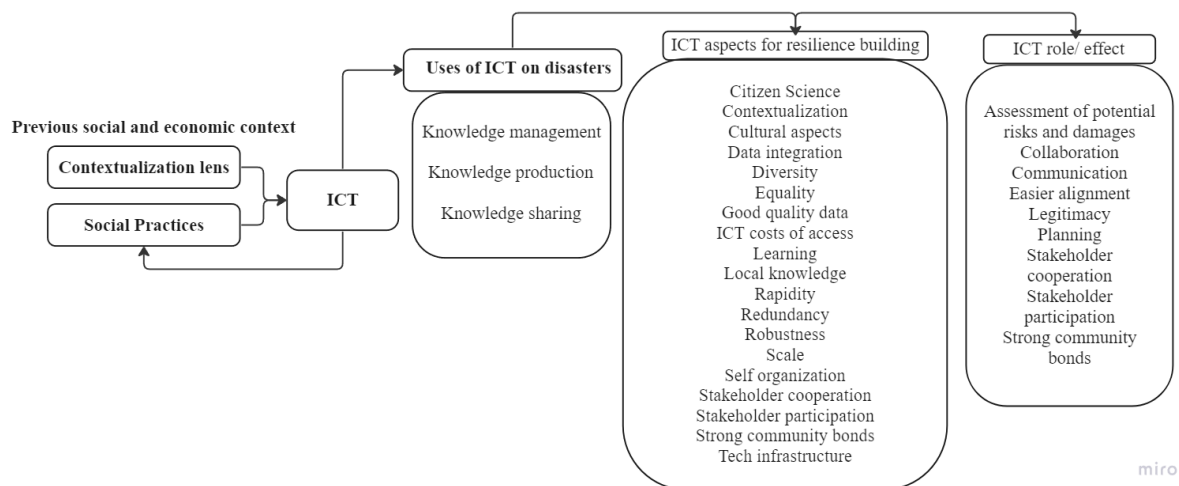 Previous social and economic context
Contextualization lens
Social Practices
ICT
Uses of ICT on disasters
Knowledge management
Knowledge production
Knowledge sharing
ICT aspects for resilience building
Citizen Science
Contextualization
Cultural aspects
Data integration
Diversity
Equality
Good quality data
ICT costs of access
Learning
Local knowledge
Rapidity
Redundancy
Robustness
Scale
Self organization
Stakeholder cooperation
Stakeholder participation
Strong community bonds
Tech infrastructure
ICT role/ effect
Assessment of potential
risks and damages
Collaboration
Communication
Easier alignment
Legitimacy
Planning
Stakeholder
cooperation
Stakeholder
participation
Strong community
bonds
miro